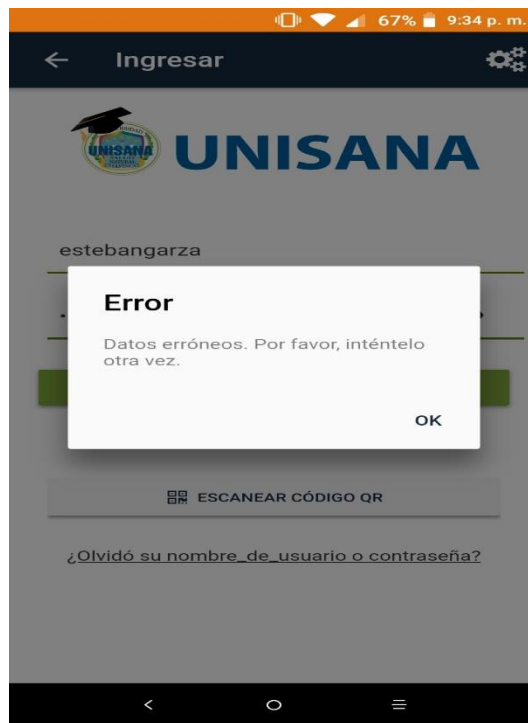 67% 9:34 p. m.
Ingresar
UNISANA
UNISANA
estebangarza
Error
Datos erróneos. Por favor, inténtelo
otra vez.
OK
ESCANEAR CÓDIGO QR
¿Olvidó su nombre_de_usuario o contraseña?